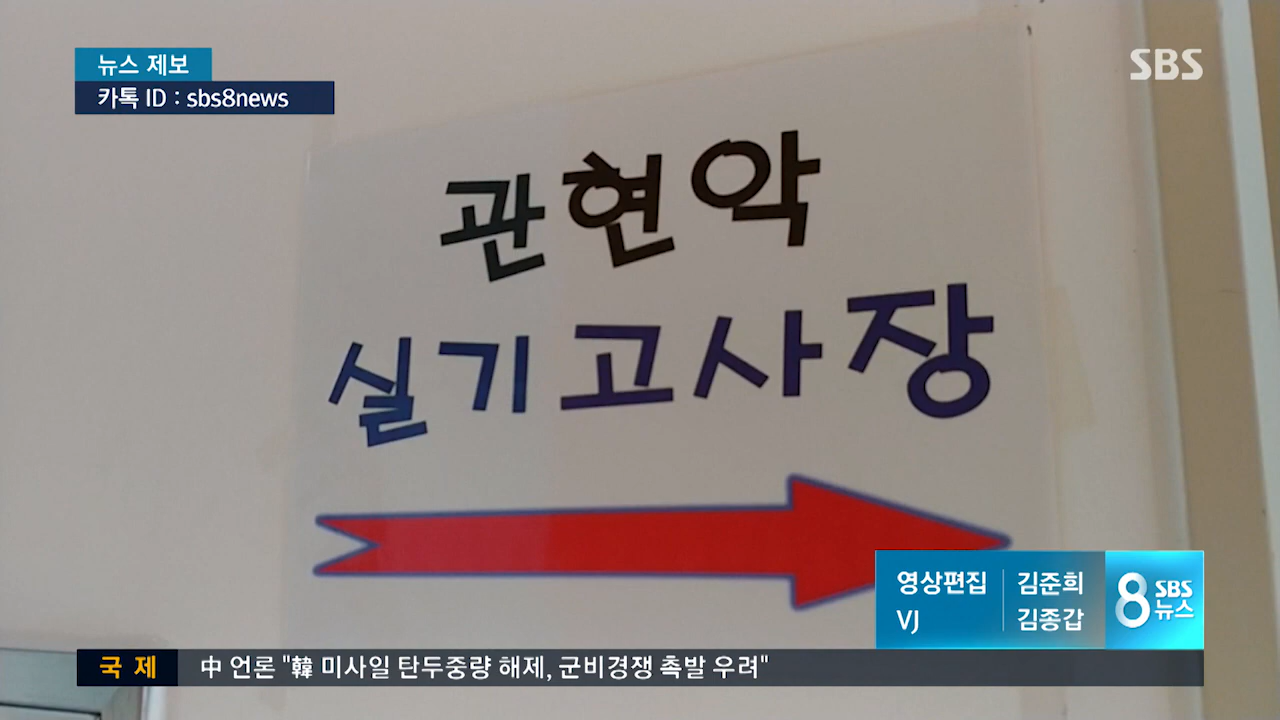 뉴스 제보
카톡 ID : sbs8news
SBS
관현악
실기고사장
영상편집 김준희
VJ 김종갑
8 SBS 뉴스
국 제 中 언론 "韓 미사일 탄두중량 해제, 군비경쟁 촉발 우려"